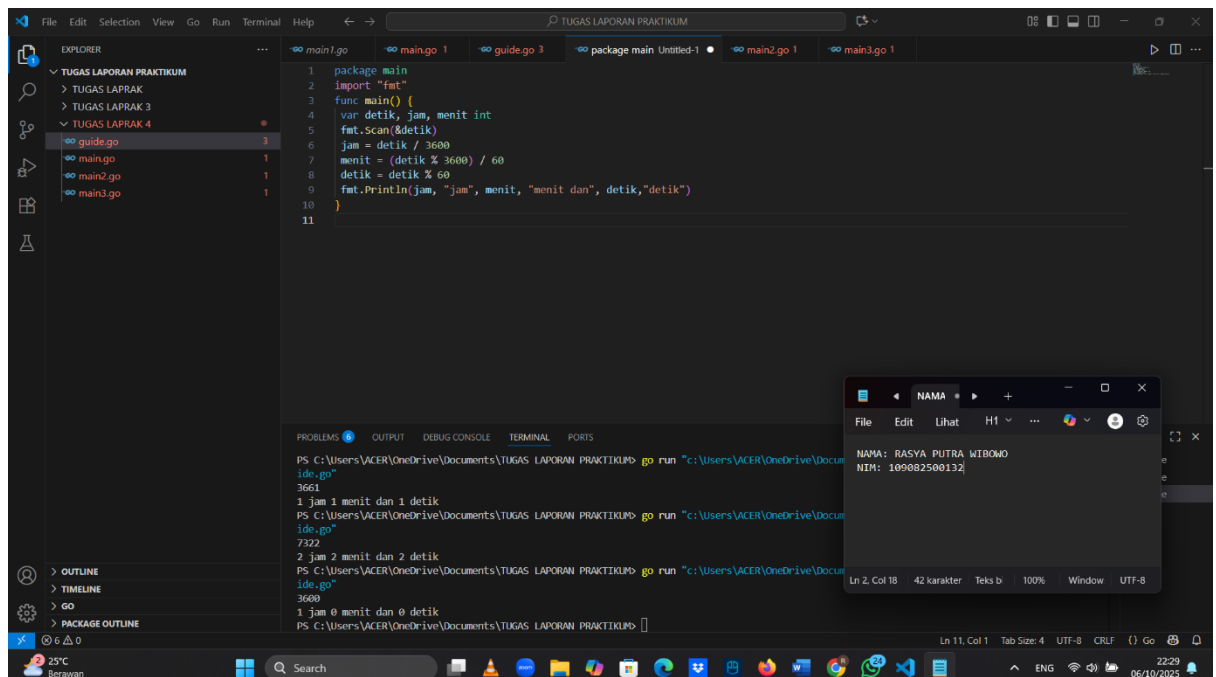 File Edit Selection View Go Run Terminal Help
TUGAS LAPORAN PRAKTIKUM
EXPLORER
TUGAS LAPORAN PRAKTIKUM
TUGAS LAPRAK
TUGAS LAPRAK 3
TUGAS LAPRAK 4
guide.go 3
main.go 1
main2.go 1
main3.go 1
OUTLINE
TIMELINE
GO
PACKAGE OUTLINE
main1.go main.go 1 guide.go 3 package main Untitled-1 main2.go 1 main3.go 1
1 package main
2 import "fmt"
3 func main() {
4 var detik, jam, menit int
5 fmt.Scan(&detik)
6 jam = detik / 3600
7 menit = (detik % 3600) / 60
8 detik = detik % 60
9 fmt.Println(jam, "jam", menit, "menit dan", detik,"detik")
10 }
11
PROBLEMS 6 OUTPUT DEBUG CONSOLE TERMINAL PORTS
PS C:\Users\ACER\OneDrive\Documents\TUGAS LAPORAN PRAKTIKUM> go run "c:\Users\ACER\OneDrive\Docum
ide.go"
3661
1 jam 1 menit dan 1 detik
PS C:\Users\ACER\OneDrive\Documents\TUGAS LAPORAN PRAKTIKUM> go run "c:\Users\ACER\OneDrive\Docum
ide.go"
7322
2 jam 2 menit dan 2 detik
PS C:\Users\ACER\OneDrive\Documents\TUGAS LAPORAN PRAKTIKUM> go run "c:\Users\ACER\OneDrive\Docum
ide.go"
3600
1 jam 0 menit dan 0 detik
PS C:\Users\ACER\OneDrive\Documents\TUGAS LAPORAN PRAKTIKUM>
NAMA
File Edit Lihat H1
NAMA: RASYA PUTRA WIBOWO
NIM: 109082500132
Ln 2, Col 18 42 karakter Teks bi 100% Window UTF-8
6 0 Ln 11, Col 1 Tab Size: 4 UTF-8 CRLF {} Go
2 25°C
Berawan
Search
24
ENG
22:29
06/10/2025